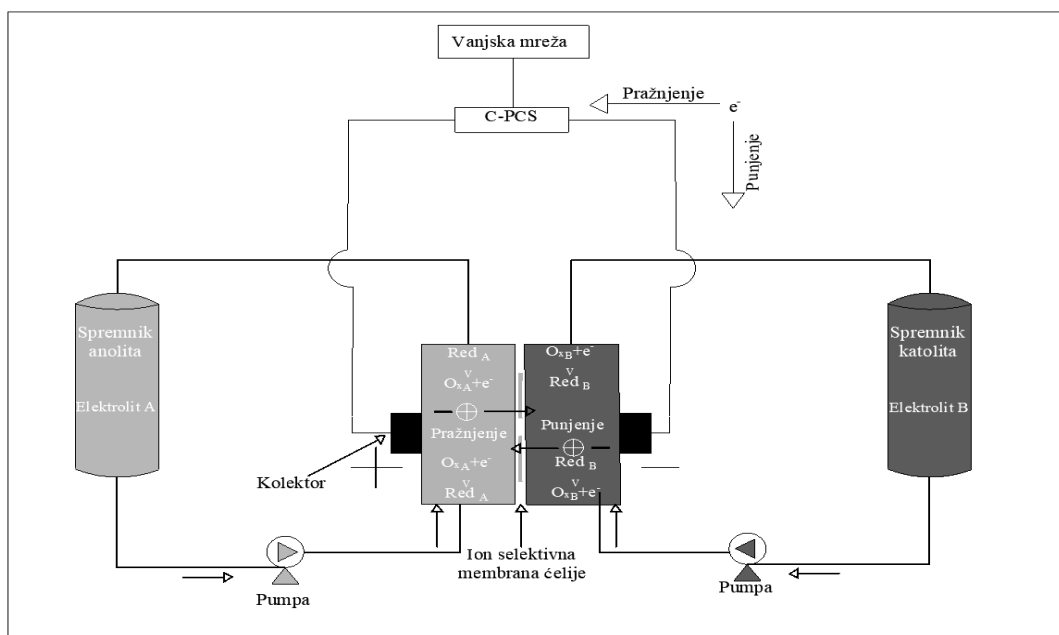 Vanjska mreža
C-PCS
Pražnjenje
e-
Punjenje
Spremnik
anolita
Elektrolit A
Red A
v
OxA+e-
Pražnjenje
OxA+e-
v
Red A
OxB+e-
v
Red B
Punjenje
Red B
v
OxB+e-
Spremnik
katolita
Elektrolit B
Kolektor
Ion selektivna
membrana ćelije
Pumpa
Pumpa